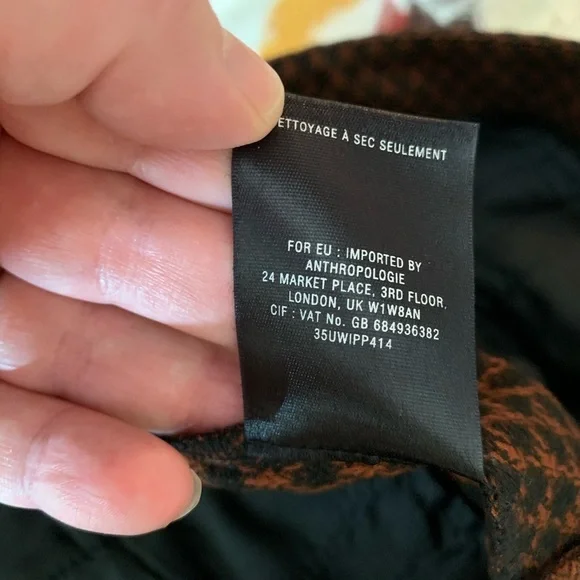 ETTOYAGE À SEC SEULEMENT
FOR EU : IMPORTED BY
ANTHROPOLOGIE
24 MARKET PLACE, 3RD FLOOR,
LONDON, UK W1W8AN
CIF : VAT No. GB 684936382
35UWIPP414